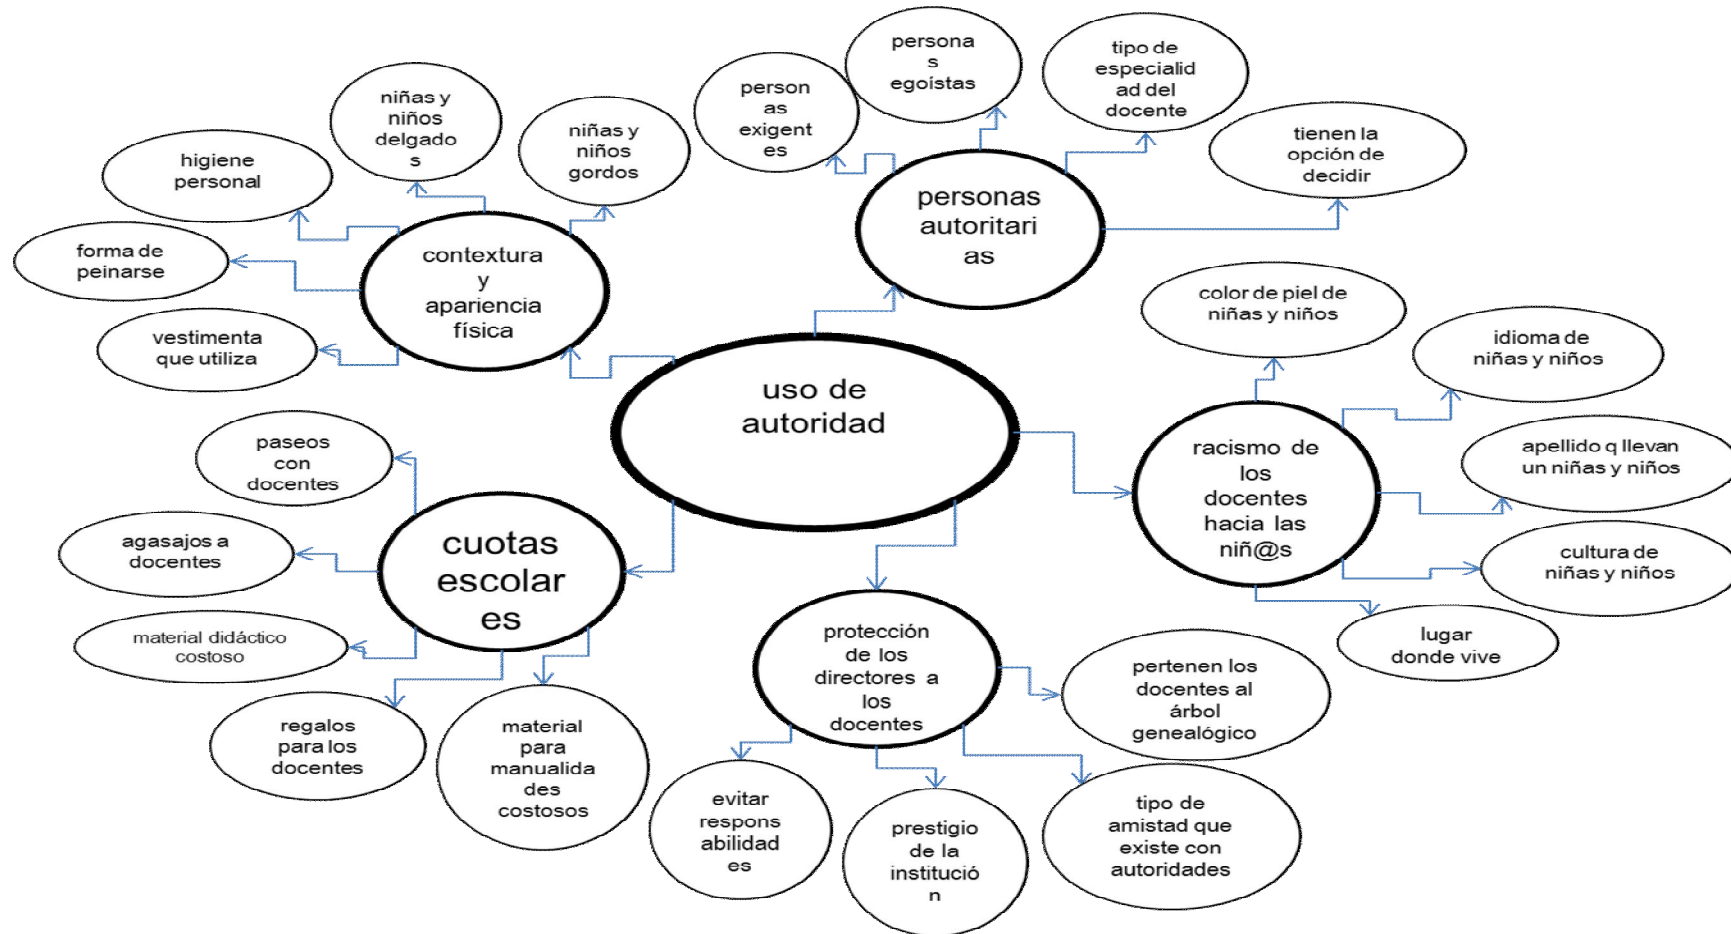 persona
s
egoístas
tipo de
especialid
ad del
docente
person
as
exigent
es
tienen la
opción de
decidir
personas
autoritari
as
niñas y
niños
delgado
s
niñas y
niños
gordos
higiene
personal
forma de
peinarse
vestimenta
que utiliza
contextura
y
apariencia
física
uso de
autoridad
color de piel de
niñas y niños
idioma de
niñas y niños
apellido q llevan
un niñas y niños
cultura de
niñas y niños
lugar
donde vive
racismo de
los
docentes
hacia las
niñ@s
paseos
con
docentes
agasajos a
docentes
material didáctico
costoso
regalos
para los
docentes
material
para
manualida
des
costosos
cuotas
escolar
es
protección
de los
directores a
los
docentes
pertenen los
docentes al
árbol
genealógico
tipo de
amistad que
existe con
autoridades
prestigio
de la
institució
n
evitar
respons
abilidad
es